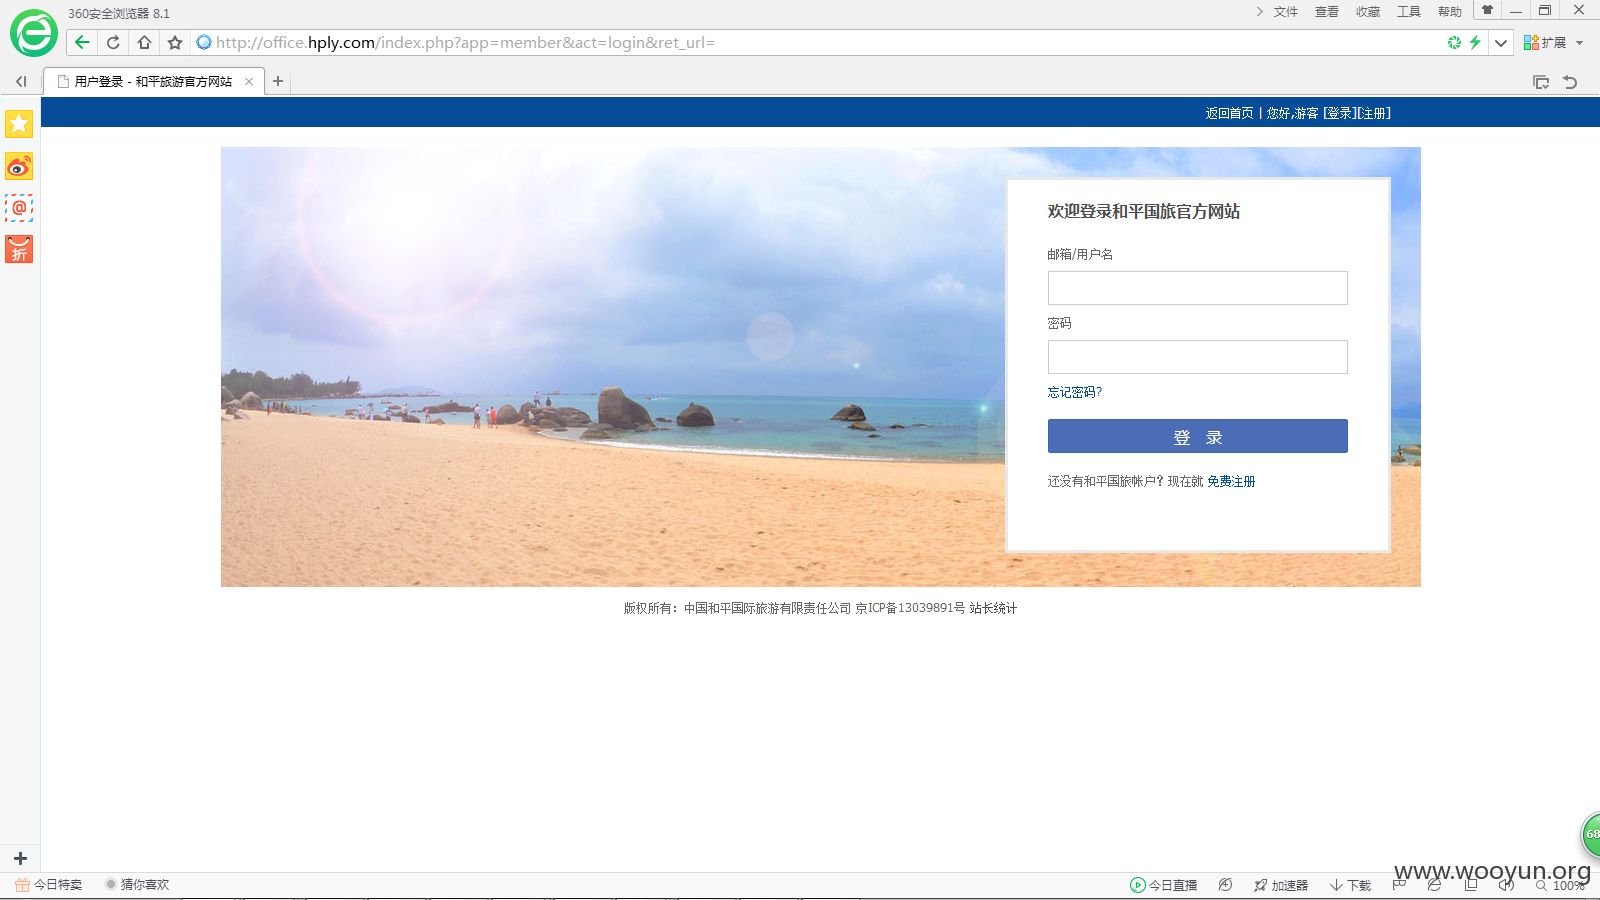 360安全浏览器 8.1
文件 查看 收藏 工具 帮助
http://office.hply.com/index.php?app=member&act=login&ret_url=
扩展
用户登录 - 和平旅游官方网站
返回首页 | 您好,游客 [登录][注册]
@
折
欢迎登录和平国旅官方网站
邮箱/用户名
密码
忘记密码?
登 录
还没有和平国旅帐户? 现在就 免费注册
版权所有: 中国和平国际旅游有限责任公司 京ICP备13039891号 站长统计
68
www.wooyun.org
今日特卖 猜你喜欢
今日直播 加速器 下载 100%